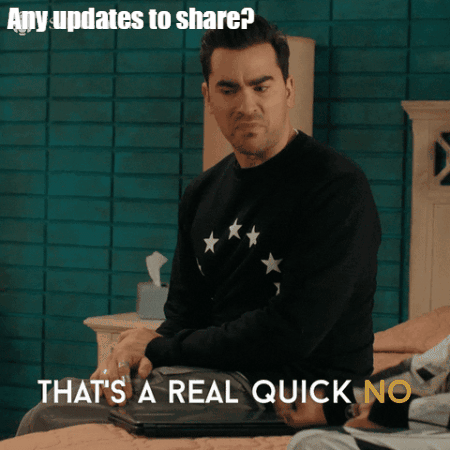 Any updates to share?
THAT'S A REAL QUICK NO